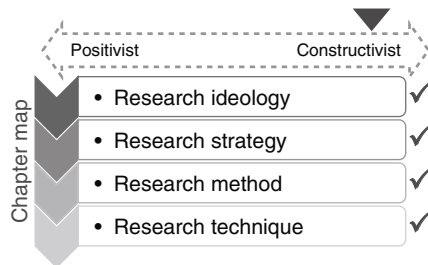 Positivist Constructivist
Chapter map
• Research ideology
• Research strategy
• Research method
• Research technique